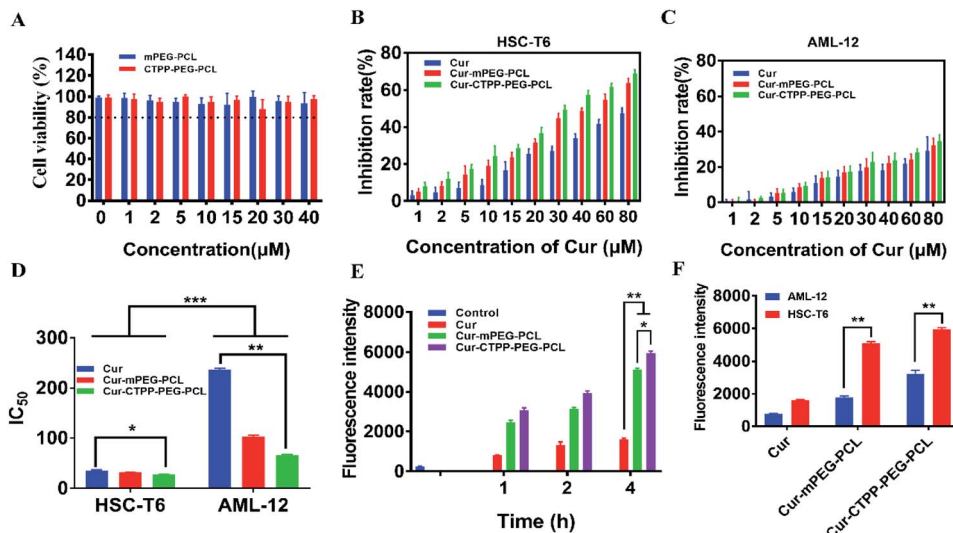 A
mPEG-PCL
CTPP-PEG-PCL
Cell viability (%)
140
120
100
80
60
40
20
0
0 1 2 5 10 15 20 30 40
Concentration(µM)
B
HSC-T6
Cur
Cur-mPEG-PCL
Cur-CTPP-PEG-PCL
Inhibition rate(%)
80
60
40
20
0
1 2 5 10 15 20 30 40 60 80
Concentration of Cur (µM)
C
AML-12
Cur
Cur-mPEG-PCL
Cur-CTPP-PEG-PCL
Inhibition rate(%)
60
40
20
0
1 2 5 10 15 20 30 40 60 80
Concentration of Cur (µM)
D
***
**
*
Cur
Cur-mPEG-PCL
Cur-CTPP-PEG-PCL
IC50
300
200
100
00
HSC-T6 AML-12
E
Control
Cur
Cur-mPEG-PCL
Cur-CTPP-PEG-PCL
**
*
Fluorescence intensity
8000
6000
4000
2000
0
1 2 4
Time (h)
F
AML-12
HSC-T6
**
**
Fluorescence intensity
8000
6000
4000
2000
0
Cur
Cur-mPEG-PCL
Cur-CTPP-PEG-PCL